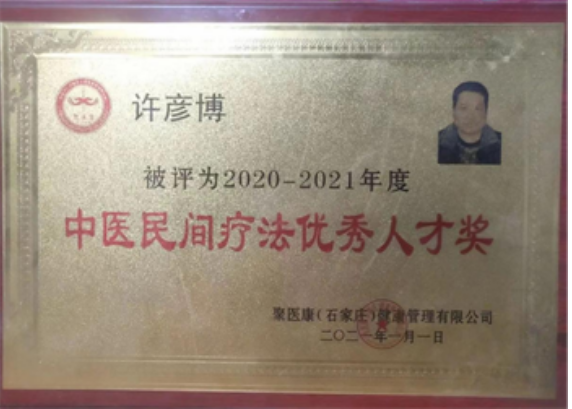 许彦博
被评为2020-2021年度
中医民间疗法优秀人才奖
聚医康(石家庄)健康管理有限公司
二〇二一年一月一日